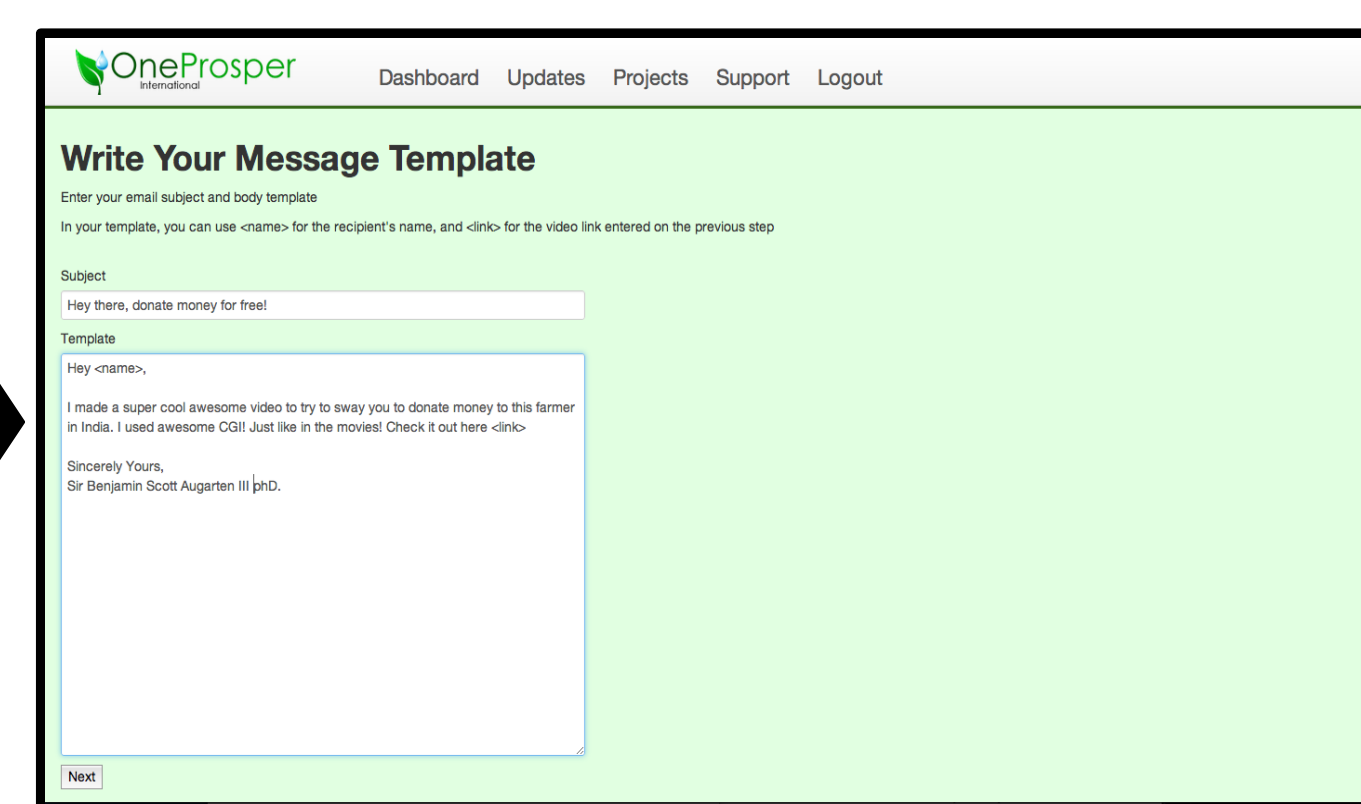 OneProsper
International
Dashboard Updates Projects Support Logout
Write Your Message Template
Enter your email subject and body template
In your template, you can use <name> for the recipient's name, and <link> for the video link entered on the previous step
Subject
Hey there, donate money for free!
Template
Hey <name>,
I made a super cool awesome video to try to sway you to donate money to this farmer
in India. I used awesome CGI! Just like in the movies! Check it out here <link>
Sincerely Yours,
Sir Benjamin Scott Augarten III phD.
Next